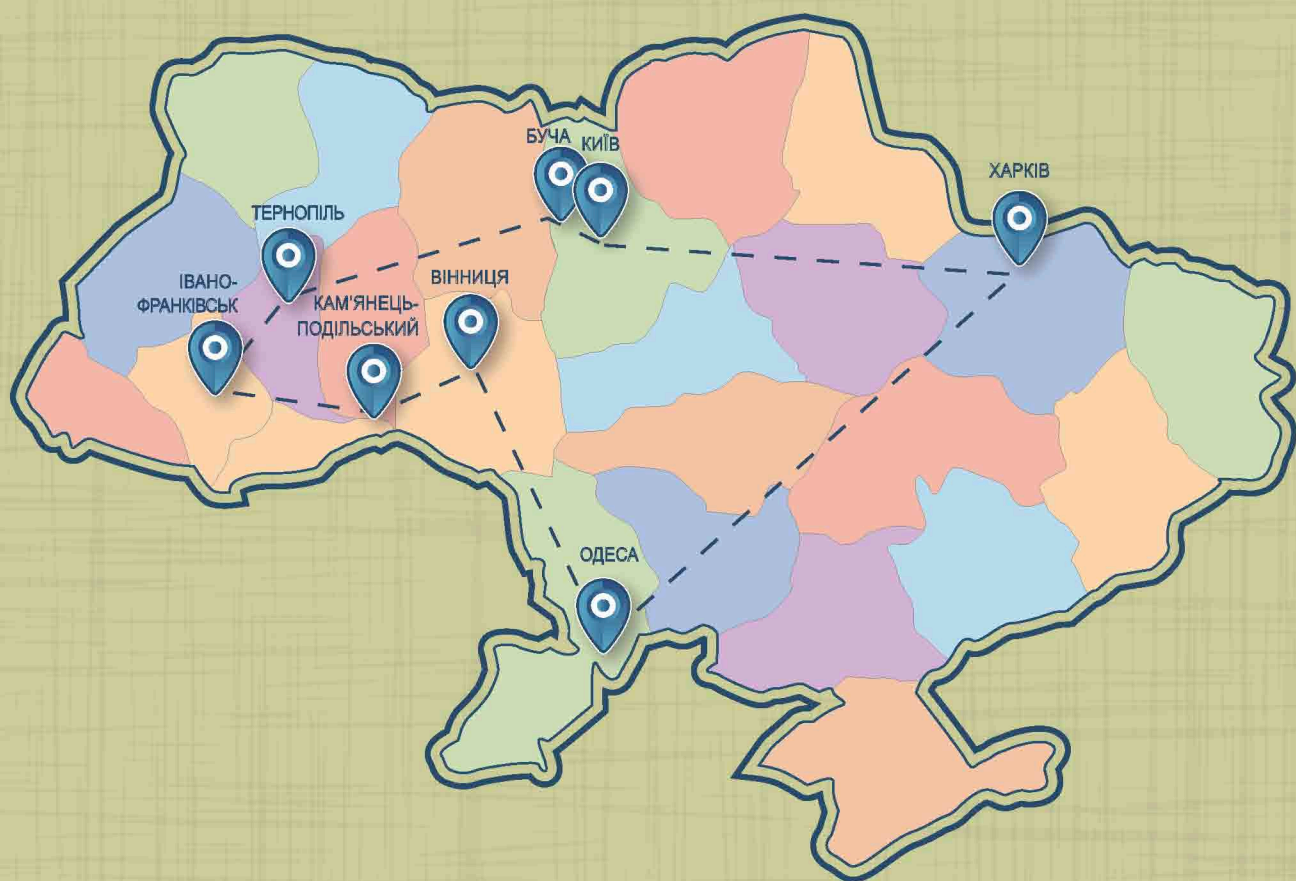 БУЧА
КИЇВ
ХАРКІВ
ТЕРНОПІЛЬ
ІВАНО-
ФРАНКІВСЬК
КАМ'ЯНЕЦЬ-
ПОДІЛЬСЬКИЙ
ВІННИЦЯ
ОДЕСА